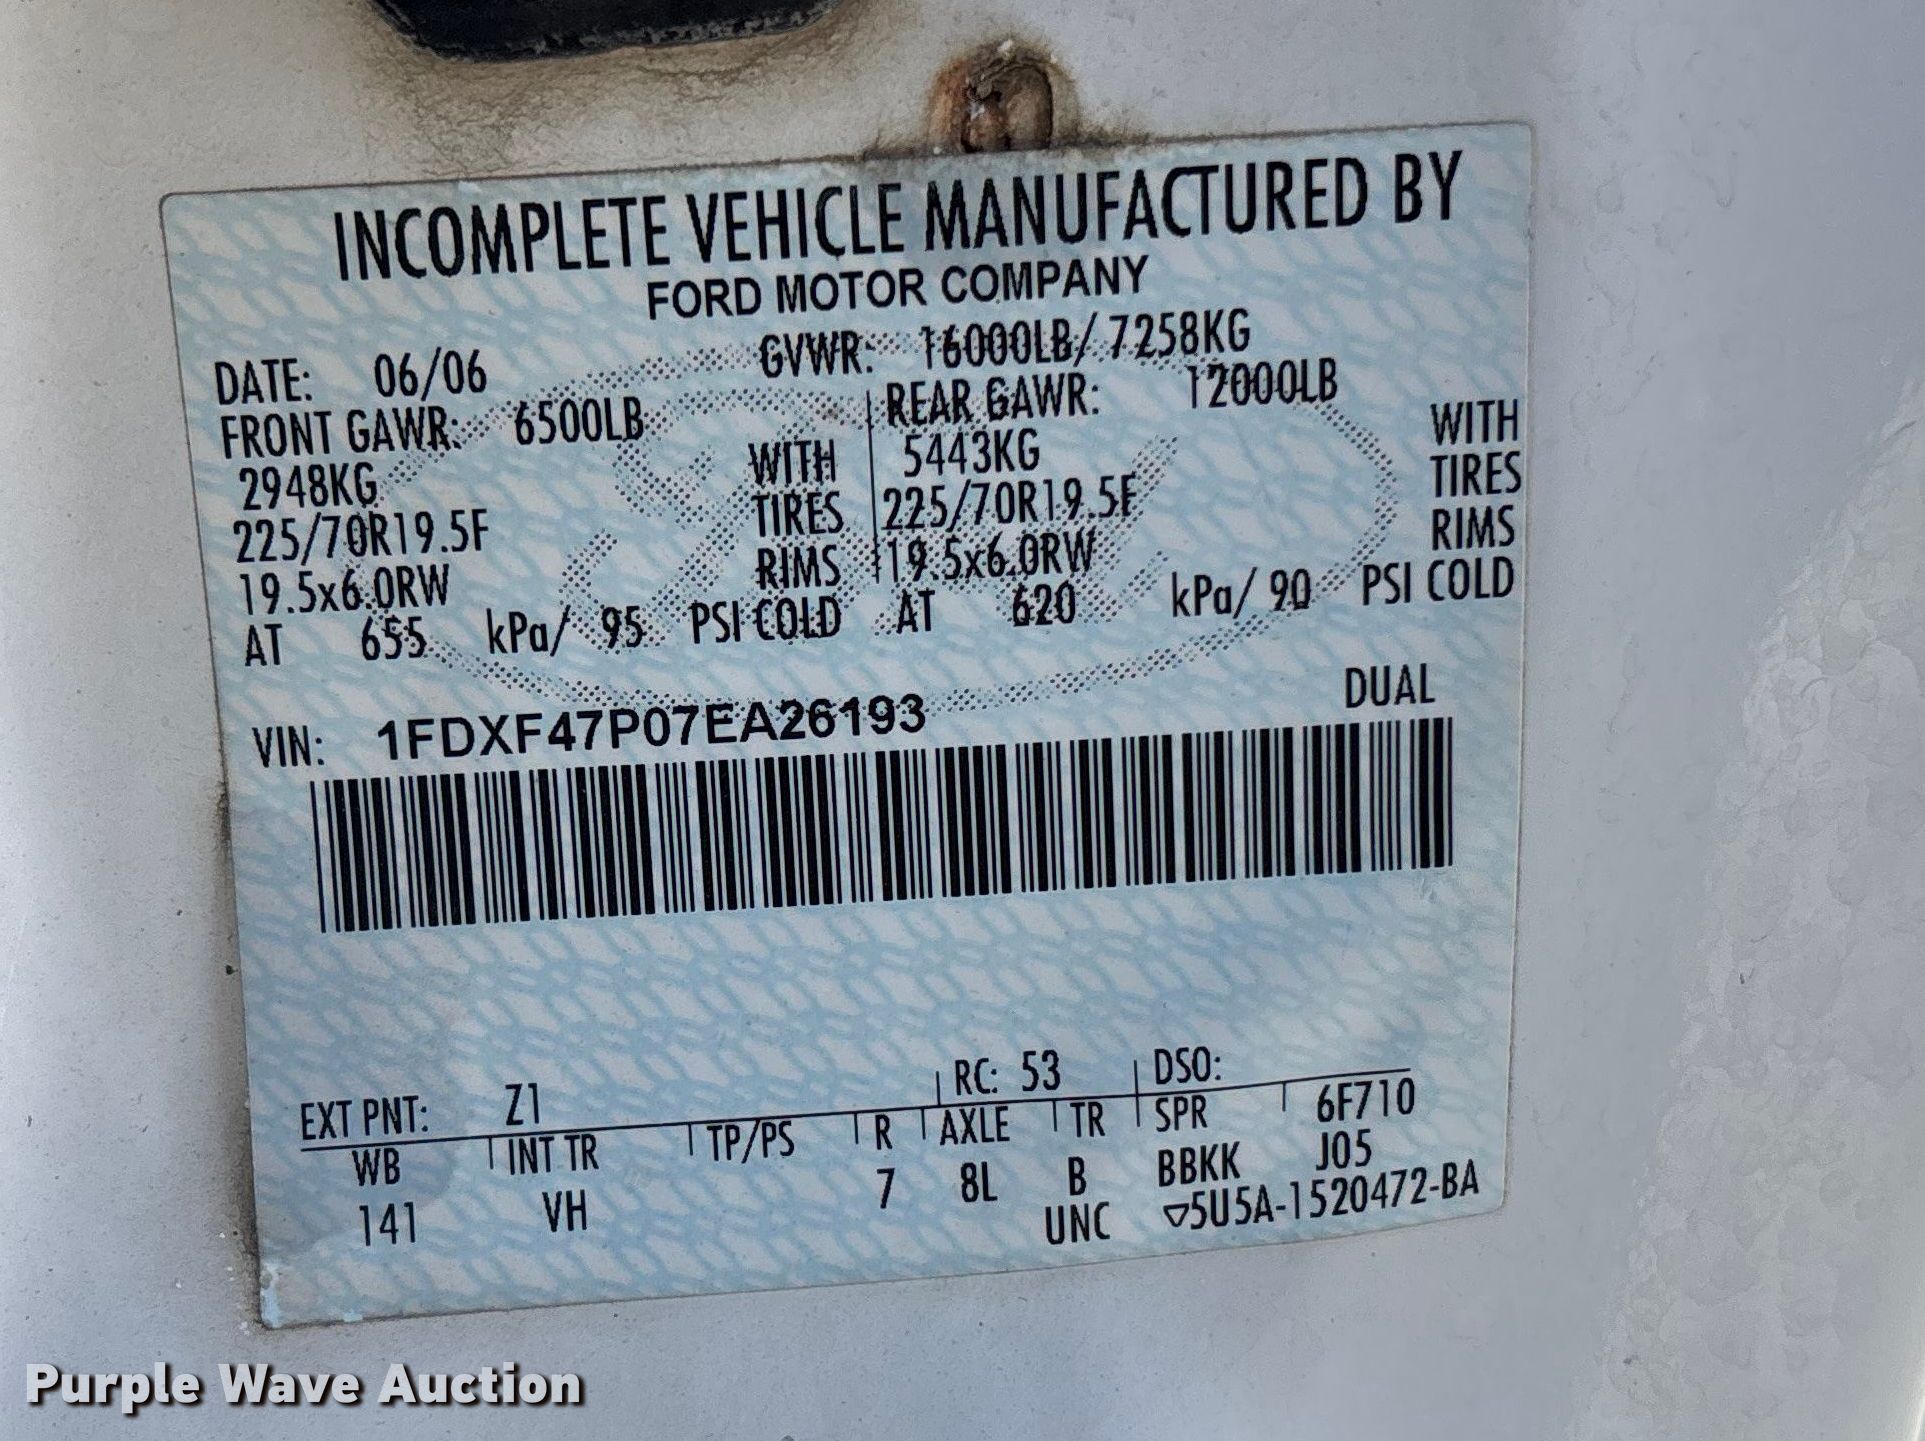 INCOMPLETE VEHICLE MANUFACTURED BY
FORD MOTOR COMPANY
DATE: 06/06 GVWR: 16000LB/ 7258KG
FRONT GAWR: 6500LB REAR GAWR: 12000LB
2948KG WITH 5443KG WITH
225/70R19.5F TIRES 225/70R19.5F TIRES
19.5x6.0RW RIMS 19.5x6.0RW RIMS
AT 655 kPa/ 95 PSI COLD AT 620 kPa/ 90 PSI COLD
VIN: 1FDXF47P07EA26193 DUAL
EXT PNT: Z1 RC: 53 DSO:
WB INT TR TP/PS R AXLE TR SPR 6F710
141 VH 7 8L B BBKK J05
UNC ▽5U5A-1520472-BA
Purple Wave Auction